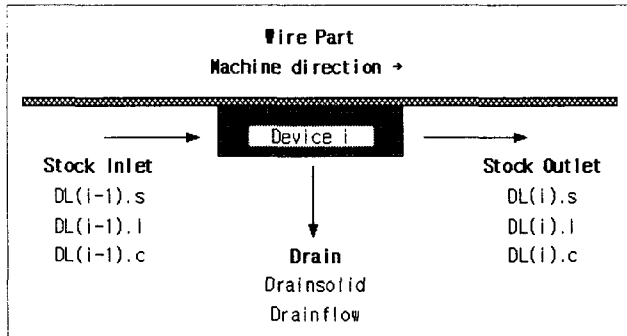 Wire Part
Machine direction →
Device i
Stock Inlet
DL(i-1).s
DL(i-1).l
DL(i-1).c
Stock Outlet
DL(i).s
DL(i).l
DL(i).c
Drain
Drainsolid
Drainflow